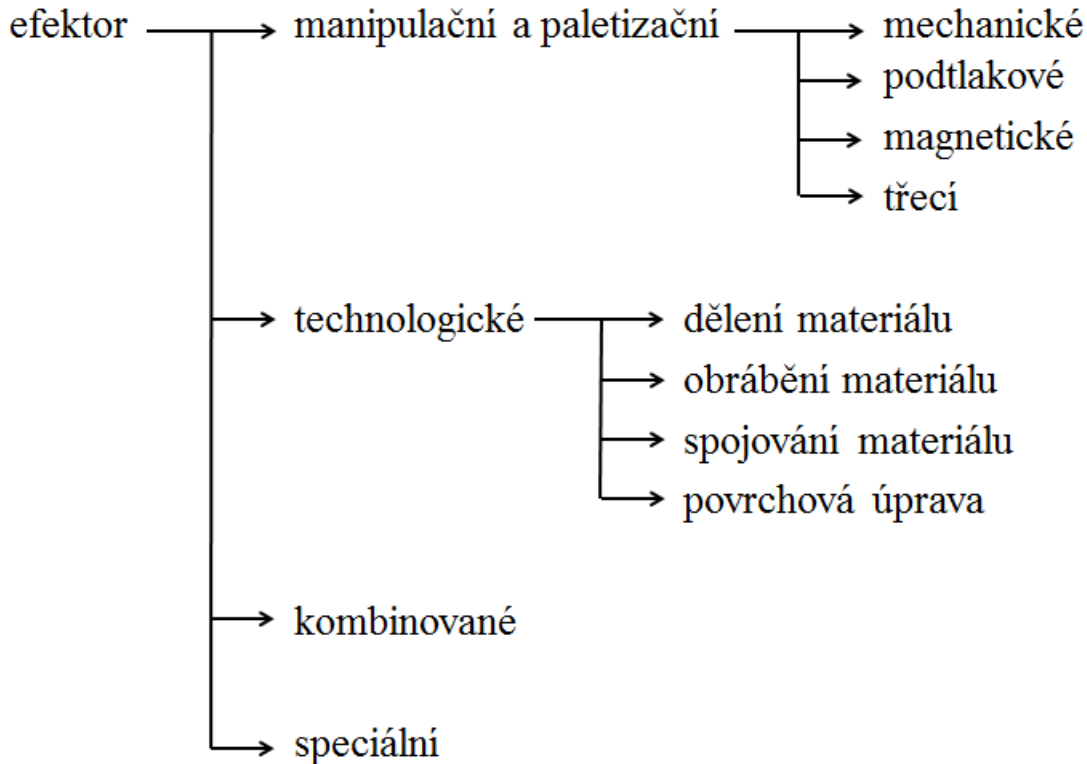 efektor
manipulační a paletizační
mechanické
podtlakové
magnetické
třecí
technologické
dělení materiálu
obrábění materiálu
spojování materiálu
povrchová úprava
kombinované
speciální